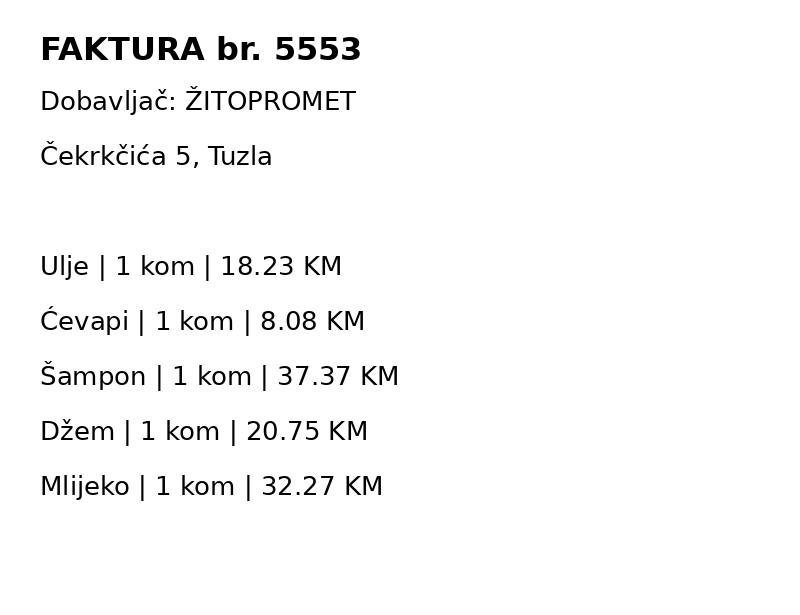 FAKTURA br. 5553
Dobavljač: ŽITOPROMET
Čekrkčića 5, Tuzla
Ulje | 1 kom | 18.23 KM
Ćevapi | 1 kom | 8.08 KM
Šampon | 1 kom | 37.37 KM
Džem | 1 kom | 20.75 KM
Mlijeko | 1 kom | 32.27 KM